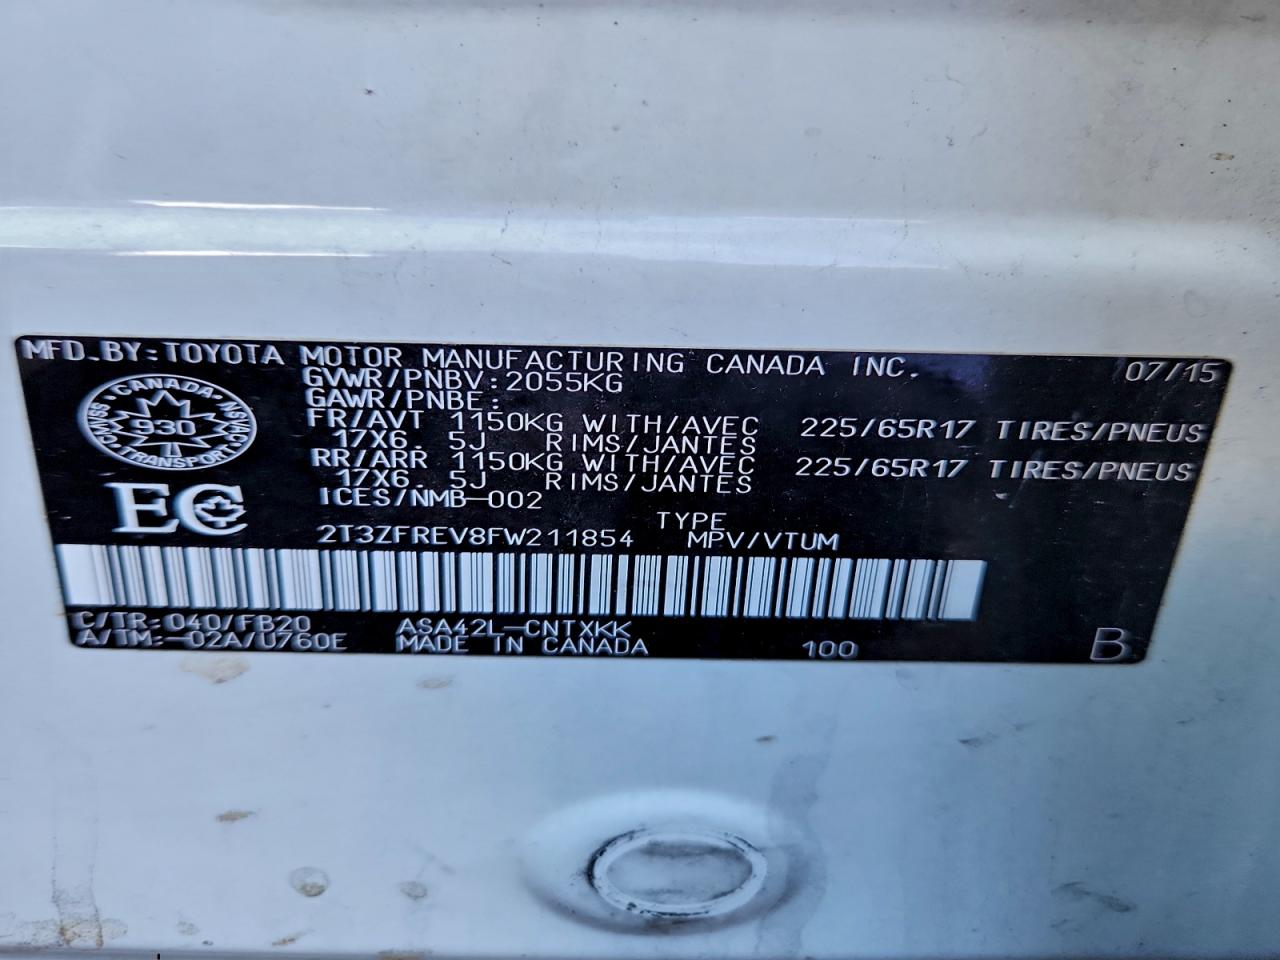 MFD.BY:TOYOTA MOTOR MANUFACTURING CANADA INC. 07/15
GVWR/PNBV:2055KG
GAWR/PNBE:
FR/AVT 1150KG WITH/AVEC 225/65R17 TIRES/PNEUS
17X6. 5J RIMS/JANTES
RR/ARR 1150KG WITH/AVEC 225/65R17 TIRES/PNEUS
17X6. 5J RIMS/JANTES
ICES/NMB-002
CANADA
930
TRANSPORT
EC
TYPE
2T3ZFREV8FW211854 MPV/VTUM
C/TR:040/FB20 ASA42L-CNTXKK
A/TM:-02A/U760E MADE IN CANADA 100 B